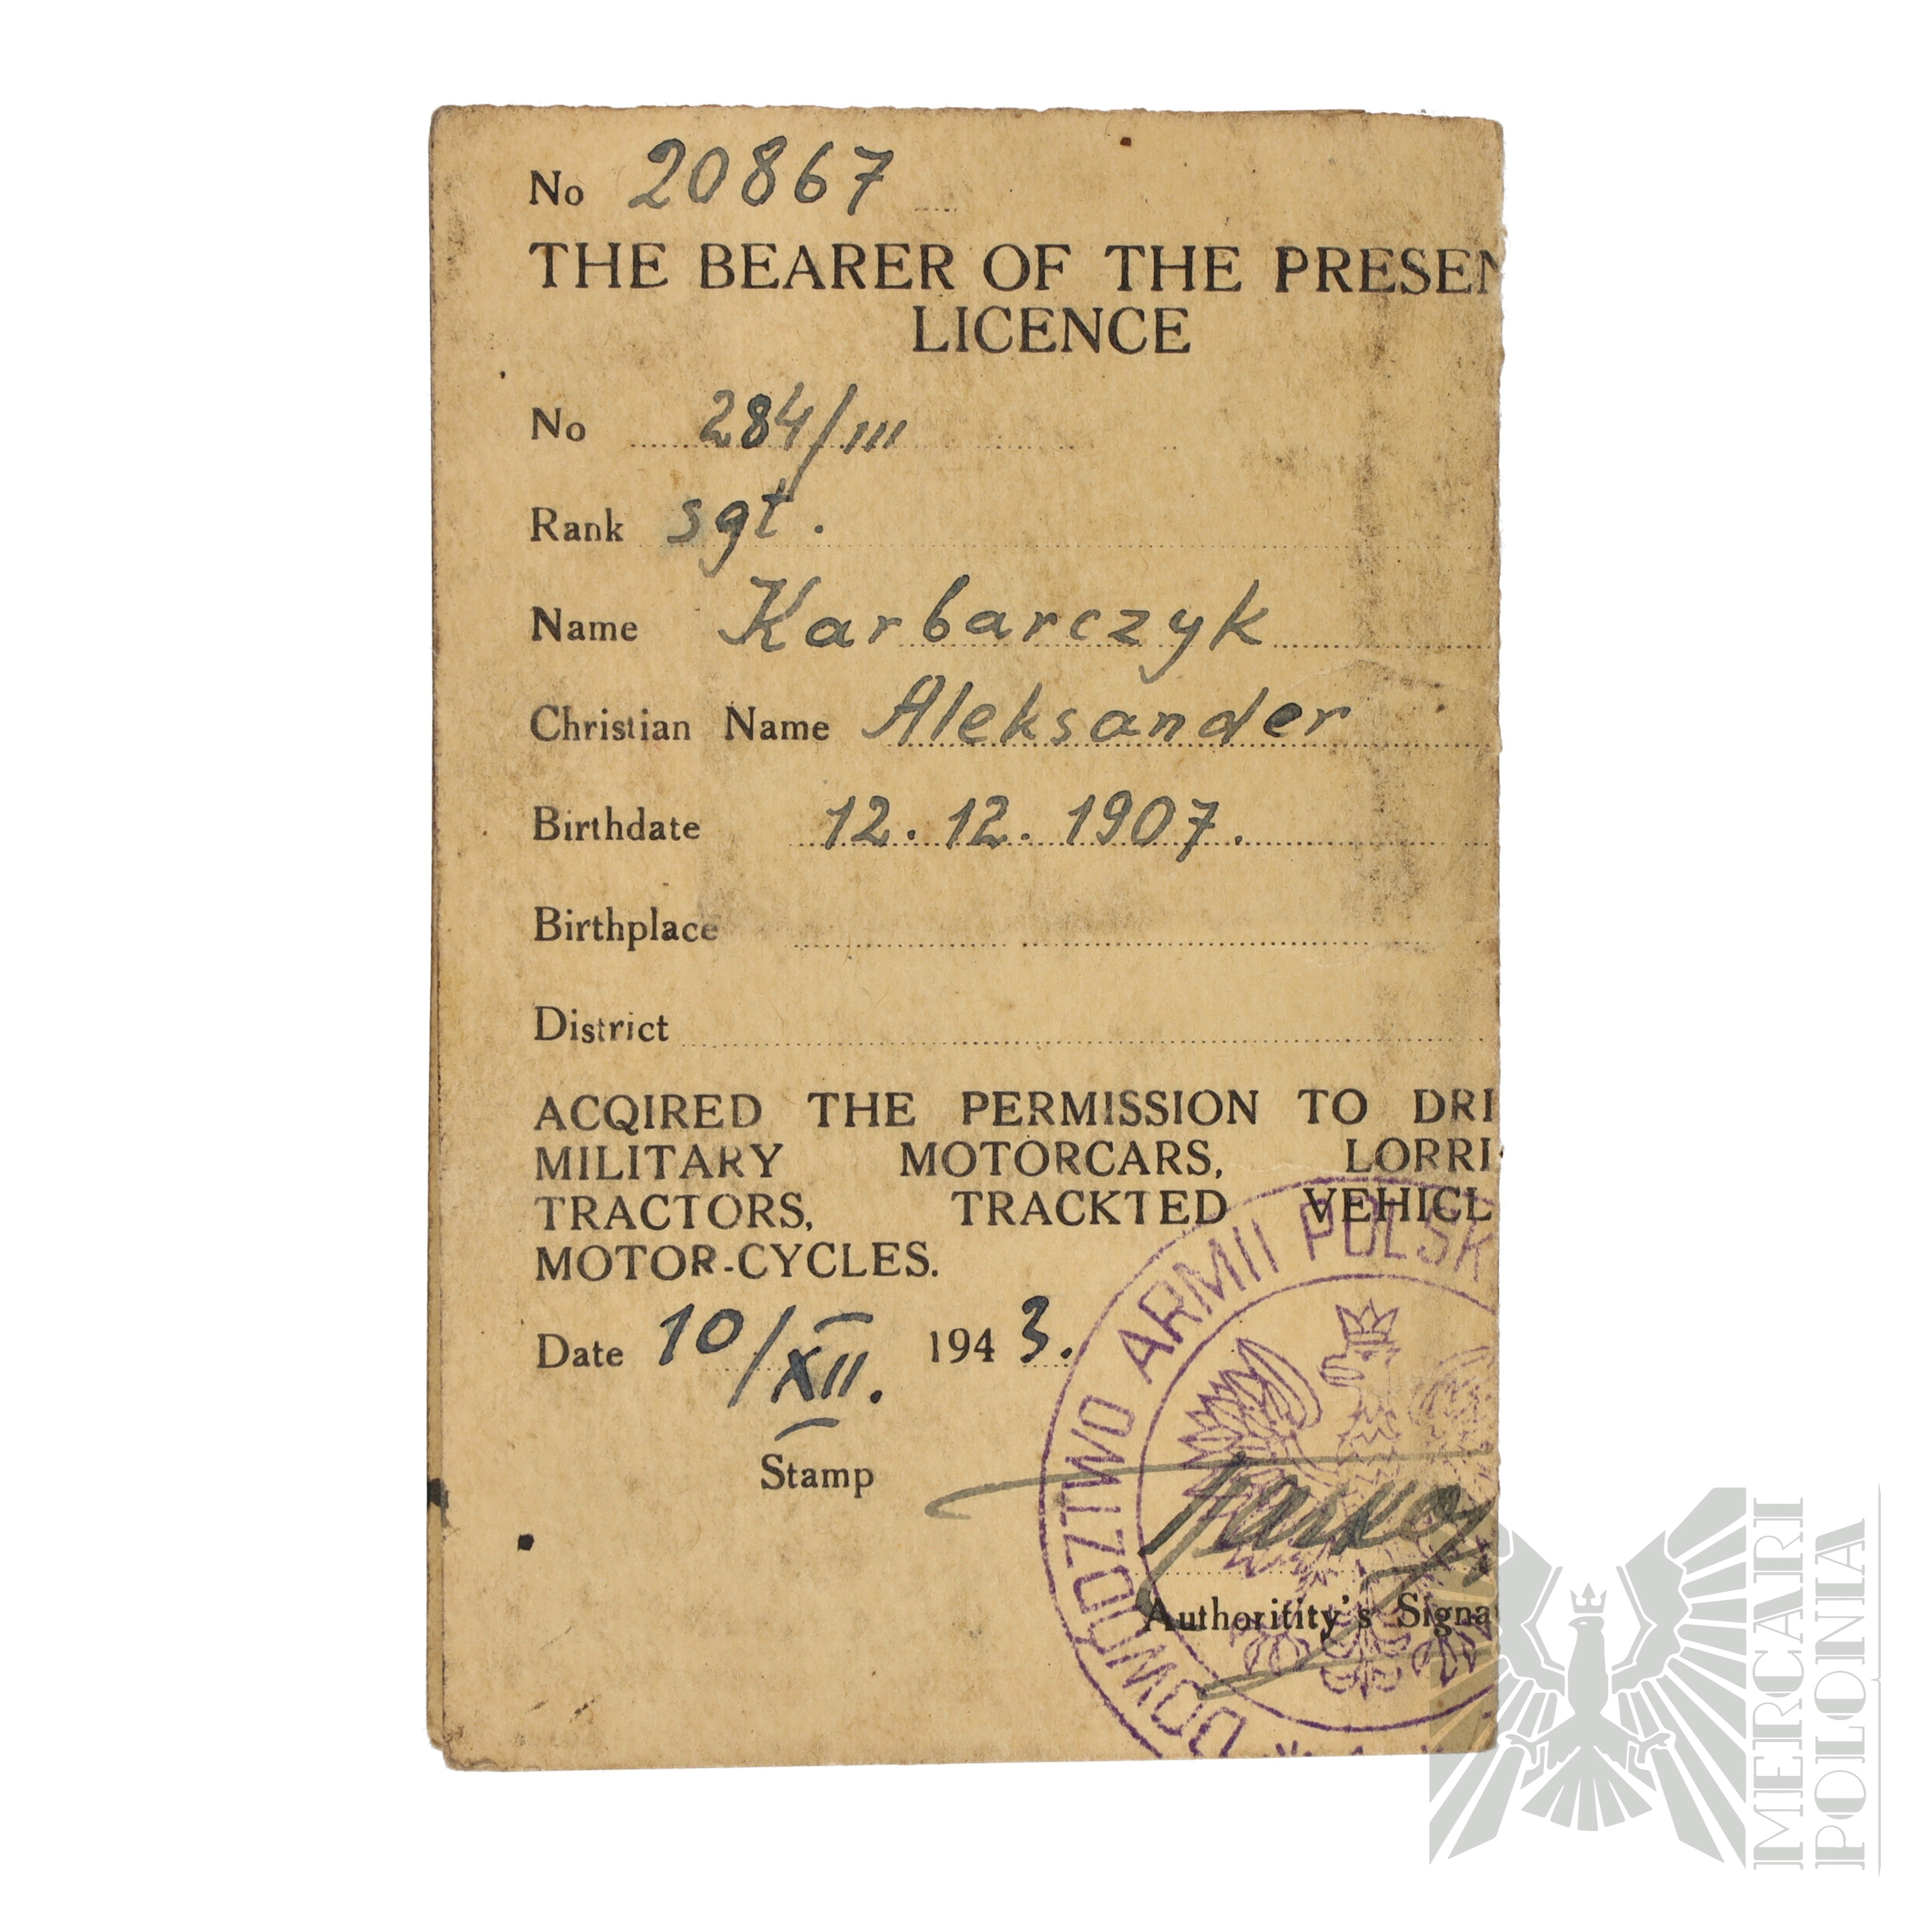 No 20867
THE BEARER OF THE PRESEN
LICENCE
No 284/III
Rank sgt.
Name Karbarczyk
Christian Name Aleksander
Birthdate 12.12.1907.
Birthplace
District
ACQIRED THE PERMISSION TO DRI
MILITARY MOTORCARS, LORRI
TRACTORS, TRACKTED VEHICL
MOTOR-CYCLES.
Date 10/XII. 1943.
Stamp
DOWÓDZTWO ARMII POLSK
Authoritity's Signa
MERCARI
POLONIA